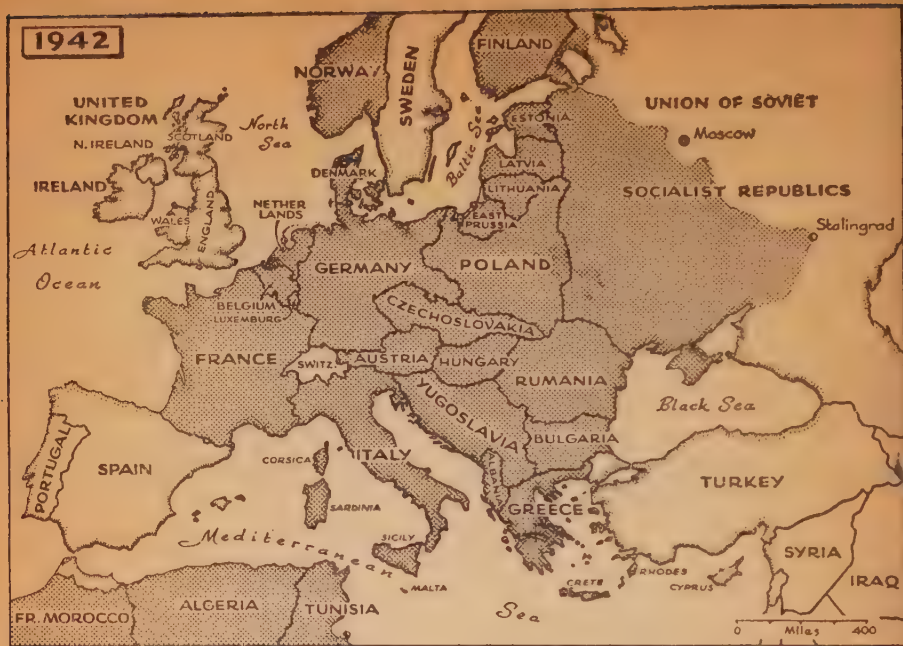 1942
NORWAY
SWEDEN
FINLAND
UNITED
KINGDOM
N. IRELAND
SCOTLAND
North
Sea
IRELAND
WALES
ENGLAND
Atlantic
Ocean
DENMARK
Baltic Sea
ESTONIA
LATVIA
LITHUANIA
EAST
PRUSSIA
UNION OF SOVIET
Moscow
SOCIALIST REPUBLICS
Stalingrad
NETHER
LANDS
GERMANY
POLAND
BELGIUM
LUXEMBURG
CZECHOSLOVAKIA
FRANCE
SWITZ.
AUSTRIA
HUNGARY
RUMANIA
YUGOSLAVIA
Black Sea
BULGARIA
PORTUGAL
SPAIN
CORSICA
ITALY
ALBANIA
SARDINIA
GREECE
TURKEY
Mediterranean
Sea
SICILY
MALTA
CRETE
RHODES
CYPRUS
SYRIA
IRAQ
FR. MOROCCO
ALGERIA
TUNISIA
0 Miles 400